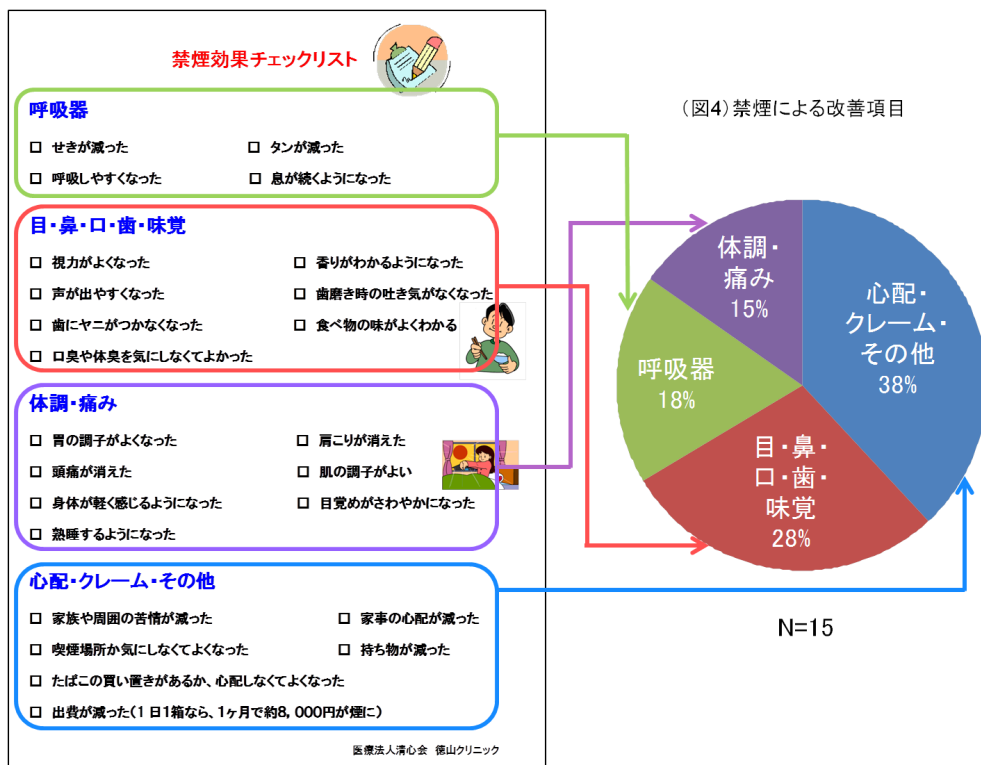 禁煙効果チェックリスト
呼吸器
□ せきが減った □ タンが減った
□ 呼吸しやすくなった □ 息が続くようになった
目・鼻・口・歯・味覚
□ 視力がよくなった □ 香りがわかるようになった
□ 声が出やすくなった □ 歯磨き時の吐き気がなくなった
□ 歯にヤニがつかなくなった □ 食べ物の味がよくわかる
□ 口臭や体臭を気にしなくてよかった
体調・痛み
□ 胃の調子がよくなった □ 肩こりが消えた
□ 頭痛が消えた □ 肌の調子がよい
□ 身体が軽く感じるようになった □ 目覚めがさわやかになった
□ 熟睡するようになった
心配・クレーム・その他
□ 家族や周囲の苦情が減った □ 家事の心配が減った
□ 喫煙場所か気にしなくてよくなった □ 持ち物が減った
□ たばこの買い置きがあるか、心配しなくてよくなった
□ 出費が減った(1日1箱なら、1ヶ月で約8,000円が煙に)
医療法人清心会 徳山クリニック
(図4)禁煙による改善項目
体調・
痛み
15%
心配・
クレーム・
その他
38%
呼吸器
18%
目・鼻・
口・歯・
味覚
28%
N=15